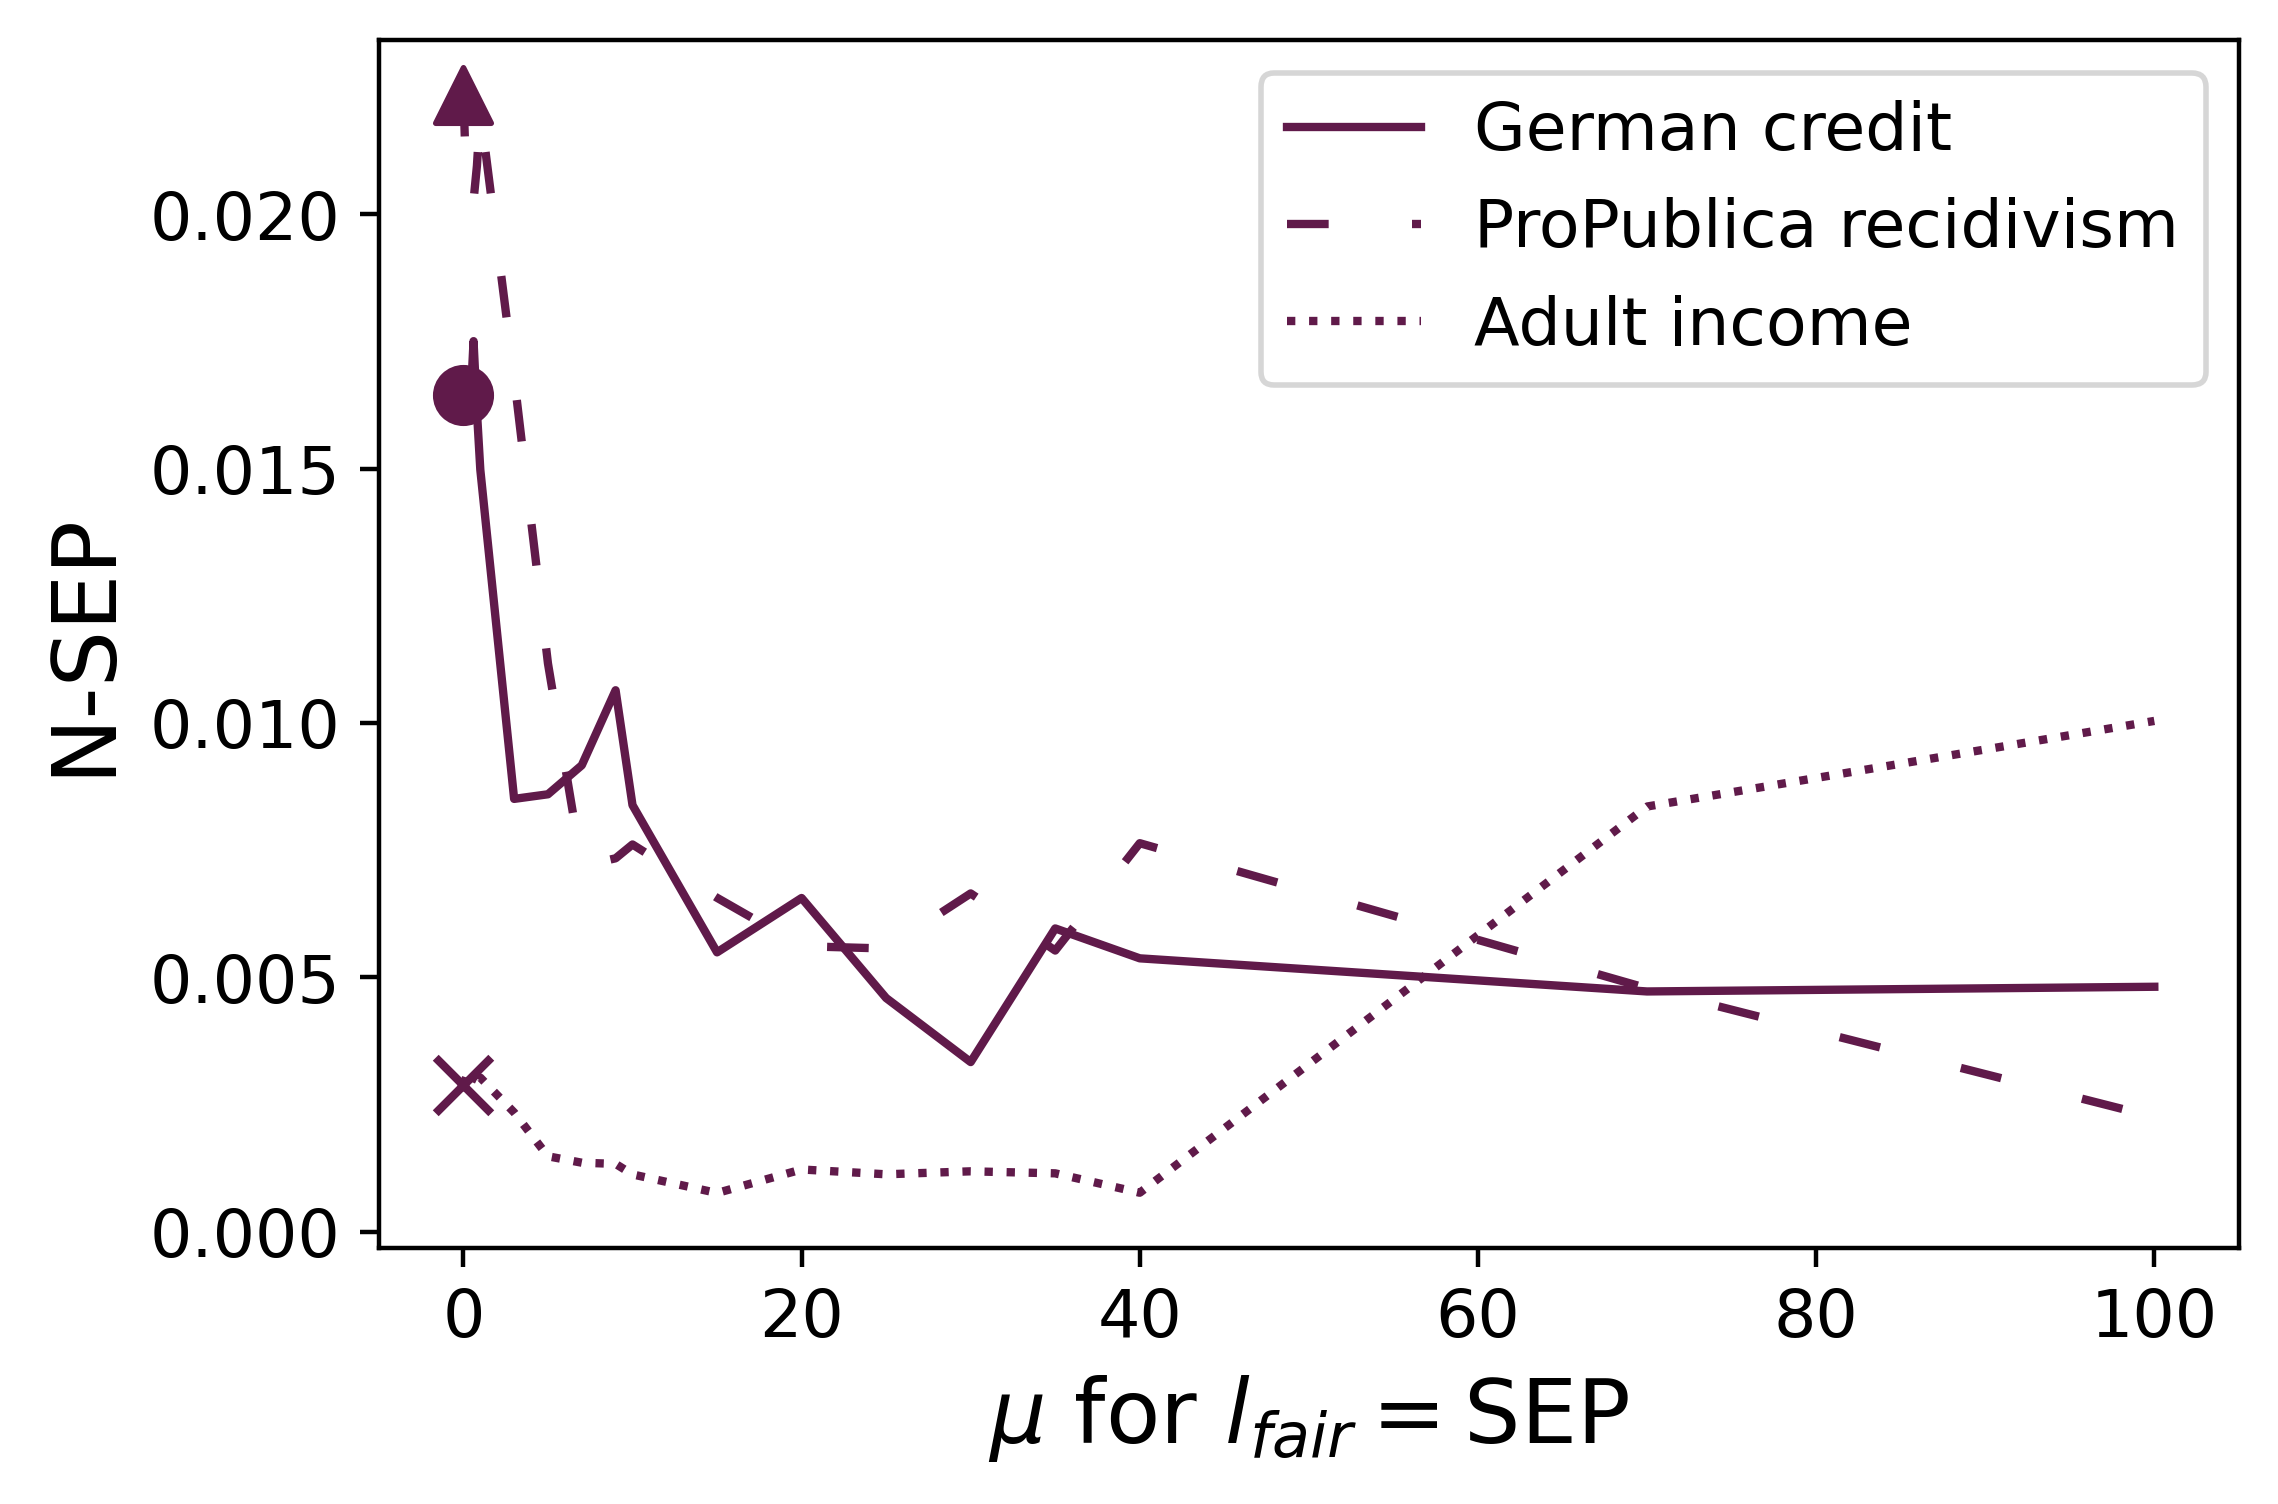 German credit
ProPublica recidivism
Adult income
N-SEP
0.020
0.015
0.010
0.005
0.000
0 20 40 60 80 100
μ for l_fair = SEP